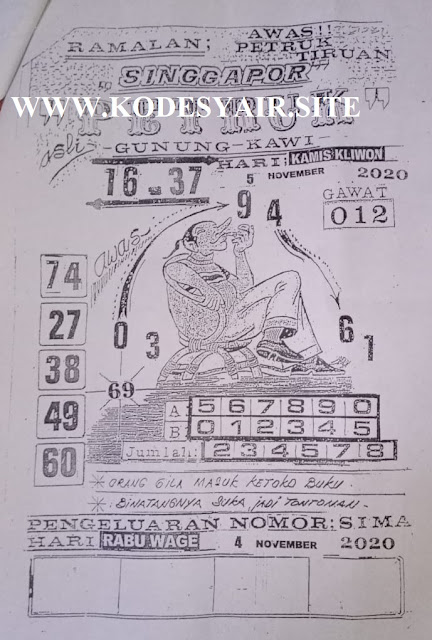 AWAS!!
RAMALAN; PETRUK TIRUAN
"SINGGAPOR"
WWW.KODESYAIR.SITE
"PETRUK"
asli -GUNUNG-KAWI
HARI; KAMIS KLIWON
16 - 37 5 NOVEMBER 2020
GAWAT
012
9 4
awas
74
27
0 3 6 1
38
69
49
60
A: 5 6 7 8 9 0
B: 0 1 2 3 4 5
Jumlah: 2 3 4 5 7 8
* ORANG GILA MASUK KETOKO BUKU.
* BINATANGNYA SUKA JADI TONTONAN.
PENGELUARAN NOMOR; SIMA
HARI RABU WAGE 4 NOVEMBER 2020